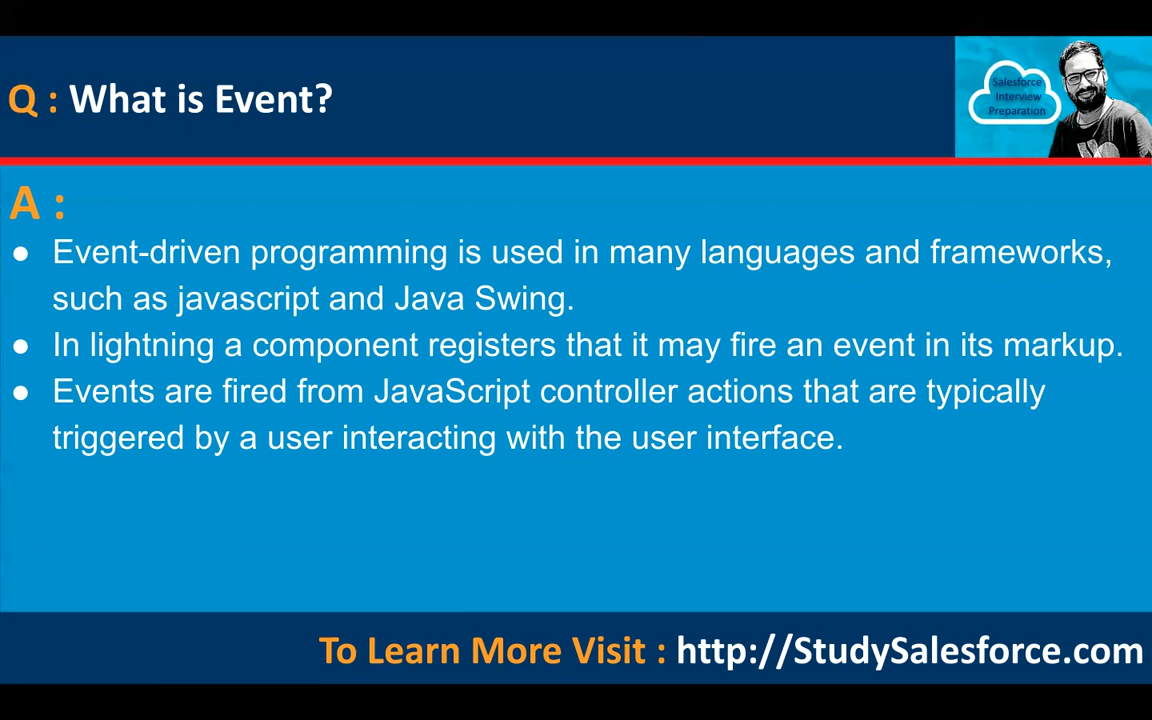 Q : What is Event?
Salesforce
Interview
Preparation
A :
● Event-driven programming is used in many languages and frameworks,
such as javascript and Java Swing.
● In lightning a component registers that it may fire an event in its markup.
● Events are fired from JavaScript controller actions that are typically
triggered by a user interacting with the user interface.
To Learn More Visit : http://StudySalesforce.com